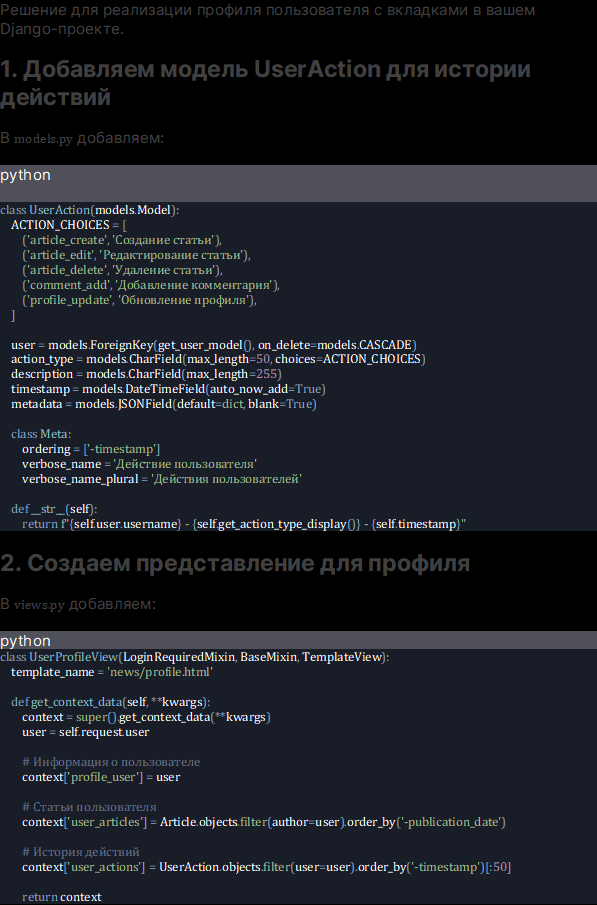 Решение для реализации профиля пользователя с вкладками в вашем
Django-проекте.
1. Добавляем модель UserAction для истории
действий
В models.py добавляем:
python
class UserAction(models.Model):
ACTION_CHOICES = [
('article_create', 'Создание статьи'),
('article_edit', 'Редактирование статьи'),
('article_delete', 'Удаление статьи'),
('comment_add', 'Добавление комментария'),
('profile_update', 'Обновление профиля'),
]
user = models.ForeignKey(get_user_model(), on_delete=models.CASCADE)
action_type = models.CharField(max_length=50, choices=ACTION_CHOICES)
description = models.CharField(max_length=255)
timestamp = models.DateTimeField(auto_now_add=True)
metadata = models.JSONField(default=dict, blank=True)
class Meta:
ordering = ['-timestamp']
verbose_name = 'Действие пользователя'
verbose_name_plural = 'Действия пользователей'
def __str__(self):
return f"{self.user.username} - {self.get_action_type_display()} - {self.timestamp}"
2. Создаем представление для профиля
В views.py добавляем:
python
class UserProfileView(LoginRequiredMixin, BaseMixin, TemplateView):
template_name = 'news/profile.html'
def get_context_data(self, **kwargs):
context = super().get_context_data(**kwargs)
user = self.request.user
# Информация о пользователе
context['profile_user'] = user
# Статьи пользователя
context['user_articles'] = Article.objects.filter(author=user).order_by('-publication_date')
# История действий
context['user_actions'] = UserAction.objects.filter(user=user).order_by('-timestamp')[:50]
return context